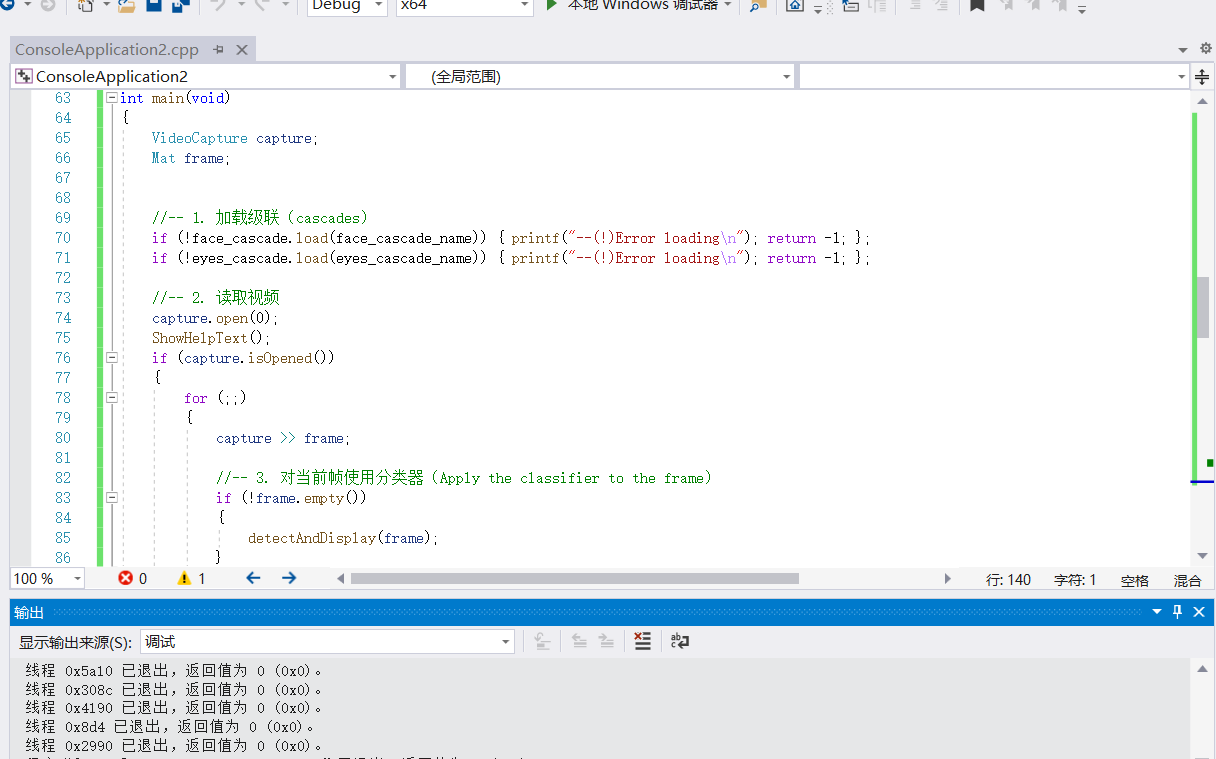 Debug x64 本地 Windows 调试器
ConsoleApplication2.cpp
ConsoleApplication2 (全局范围)
63 int main(void)
64 {
65 VideoCapture capture;
66 Mat frame;
67
68
69 //-- 1. 加载级联（cascades）
70 if (!face_cascade.load(face_cascade_name)) { printf("--(!)Error loading\n"); return -1; };
71 if (!eyes_cascade.load(eyes_cascade_name)) { printf("--(!)Error loading\n"); return -1; };
72
73 //-- 2. 读取视频
74 capture.open(0);
75 ShowHelpText();
76 if (capture.isOpened())
77 {
78 for (;;)
79 {
80 capture >> frame;
81
82 //-- 3. 对当前帧使用分类器（Apply the classifier to the frame）
83 if (!frame.empty())
84 {
85 detectAndDisplay(frame);
86 }
100 % 0 1 行: 140 字符: 1 空格 混合
输出
显示输出来源(S): 调试
线程 0x5a10 已退出，返回值为 0 (0x0)。
线程 0x308c 已退出，返回值为 0 (0x0)。
线程 0x4190 已退出，返回值为 0 (0x0)。
线程 0x8d4 已退出，返回值为 0 (0x0)。
线程 0x2990 已退出，返回值为 0 (0x0)。